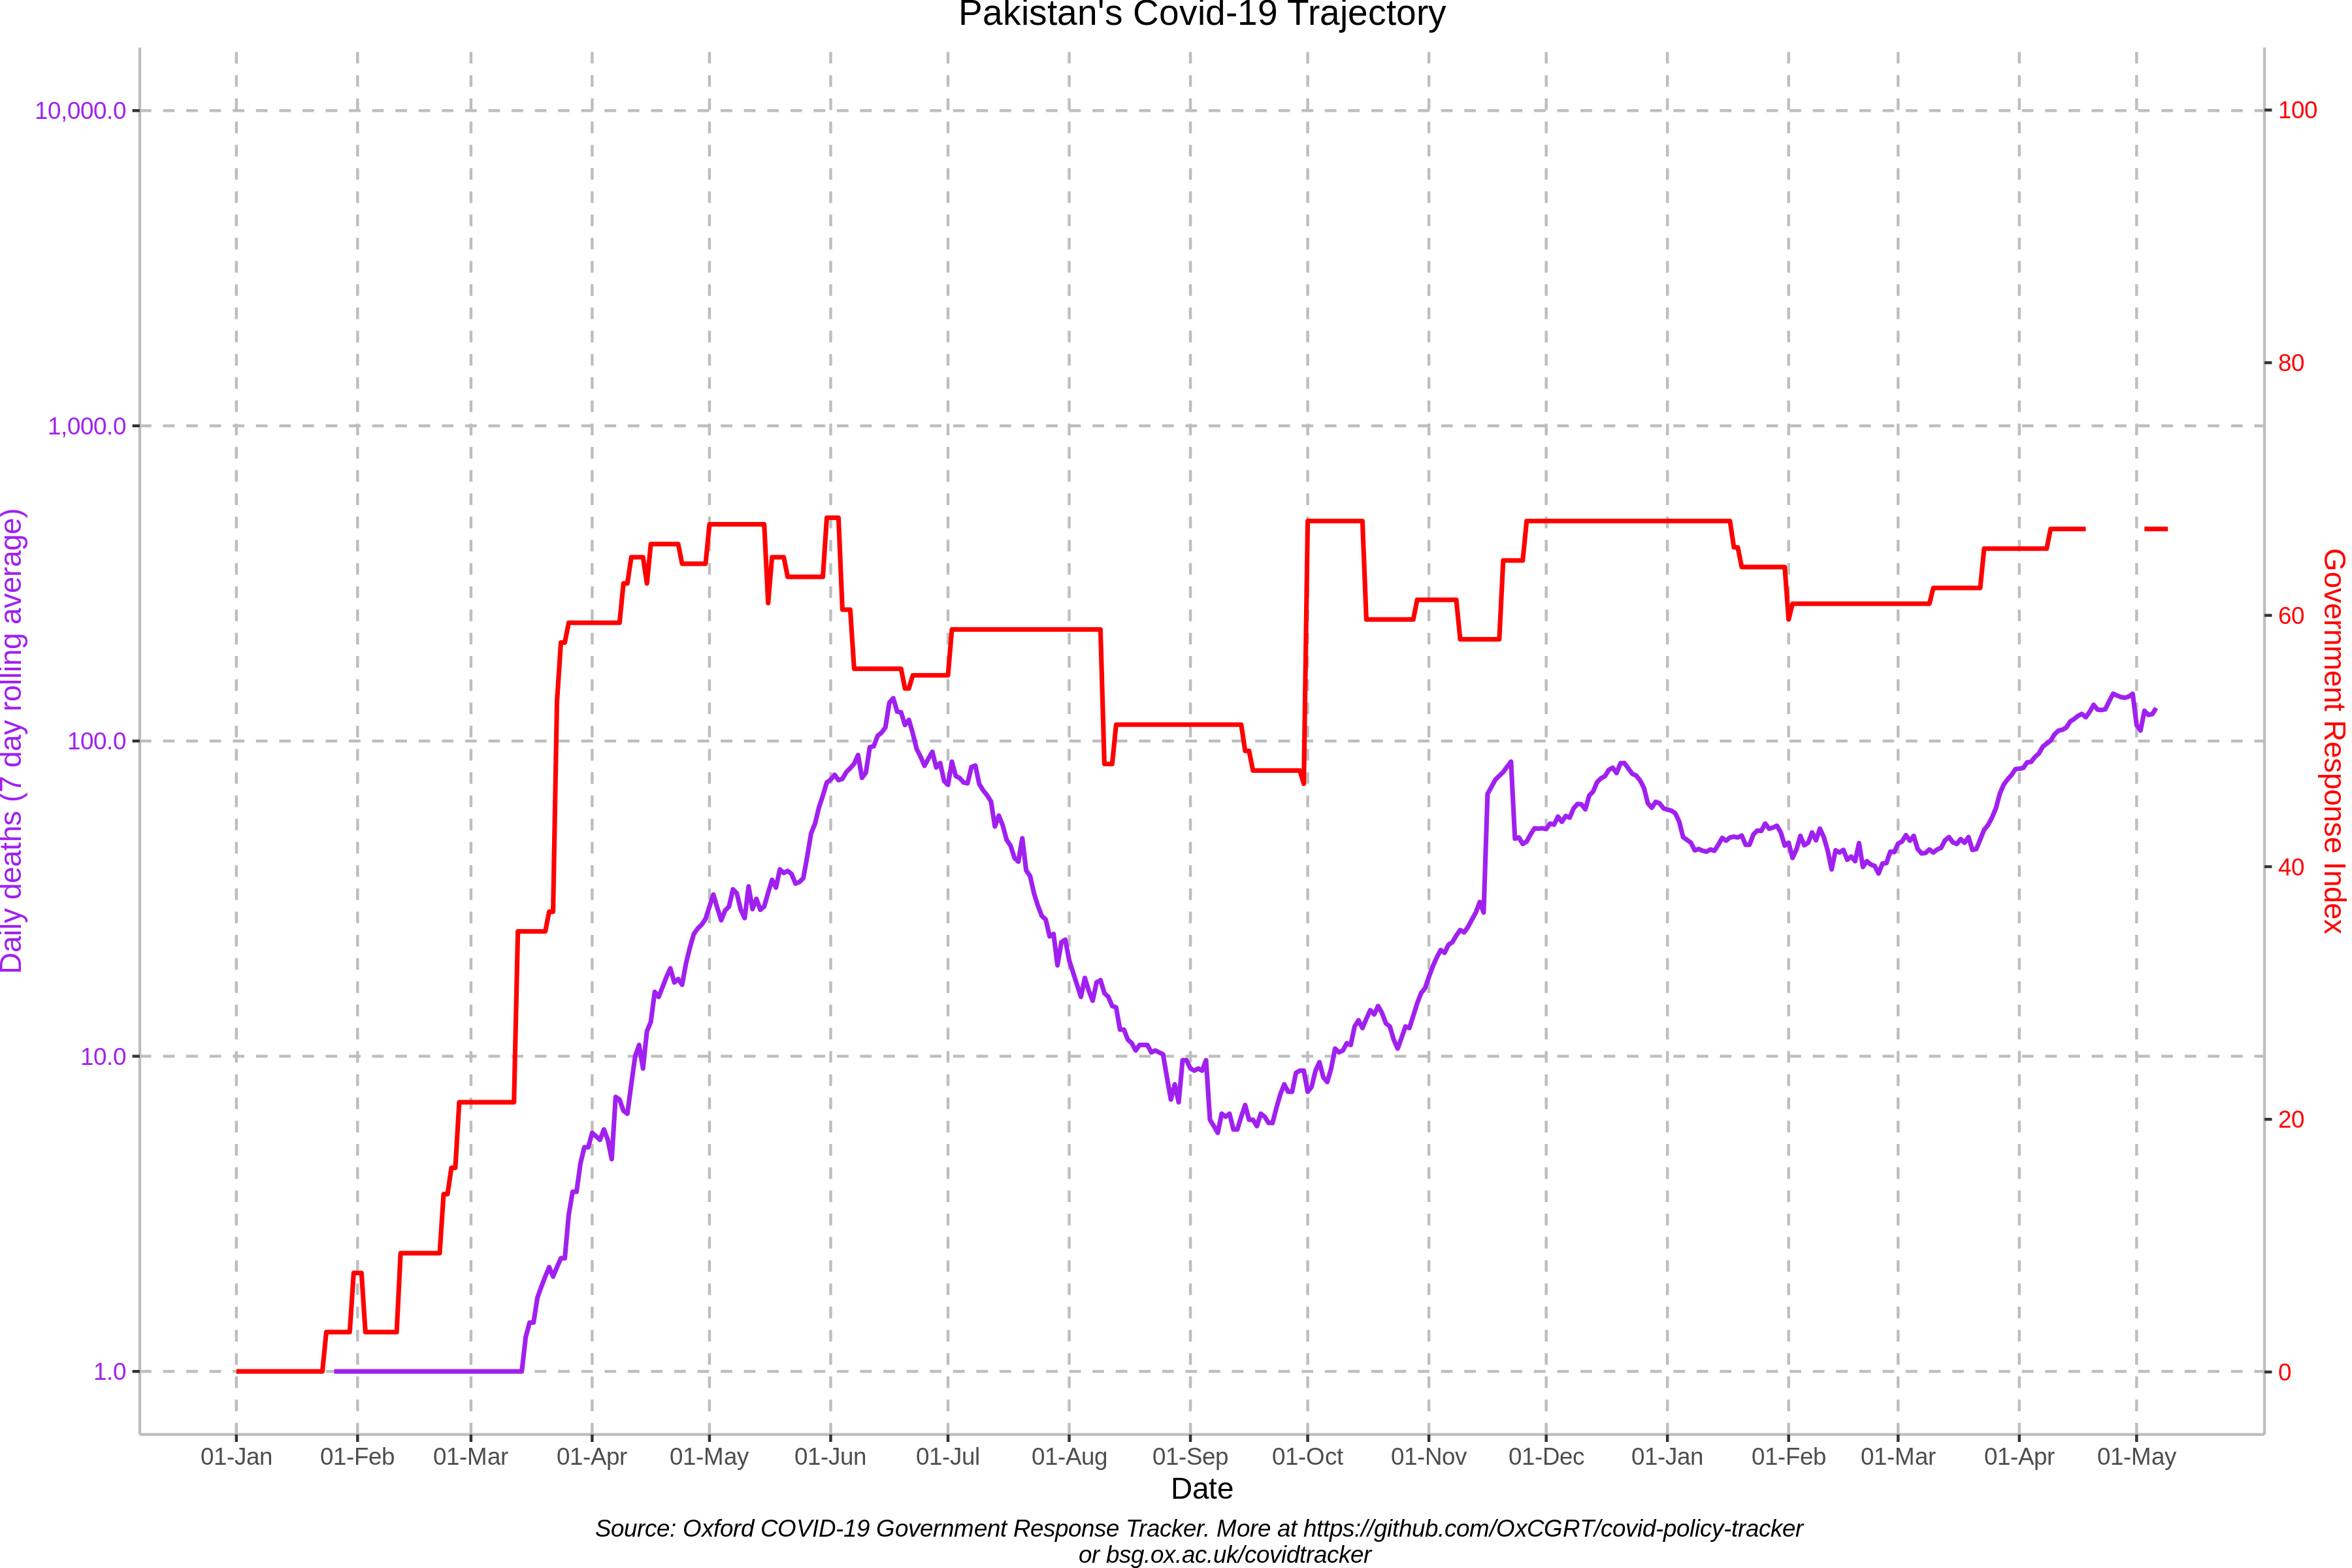 Pakistan's Covid-19 Trajectory
10,000.0
1,000.0
100.0
10.0
1.0
Daily deaths (7 day rolling average)
100
80
60
40
20
0
Government Response Index
01-Jan 01-Feb 01-Mar 01-Apr 01-May 01-Jun 01-Jul 01-Aug 01-Sep 01-Oct 01-Nov 01-Dec 01-Jan 01-Feb 01-Mar 01-Apr 01-May
Date
Source: Oxford COVID-19 Government Response Tracker. More at https://github.com/OxCGRT/covid-policy-tracker
or bsg.ox.ac.uk/covidtracker